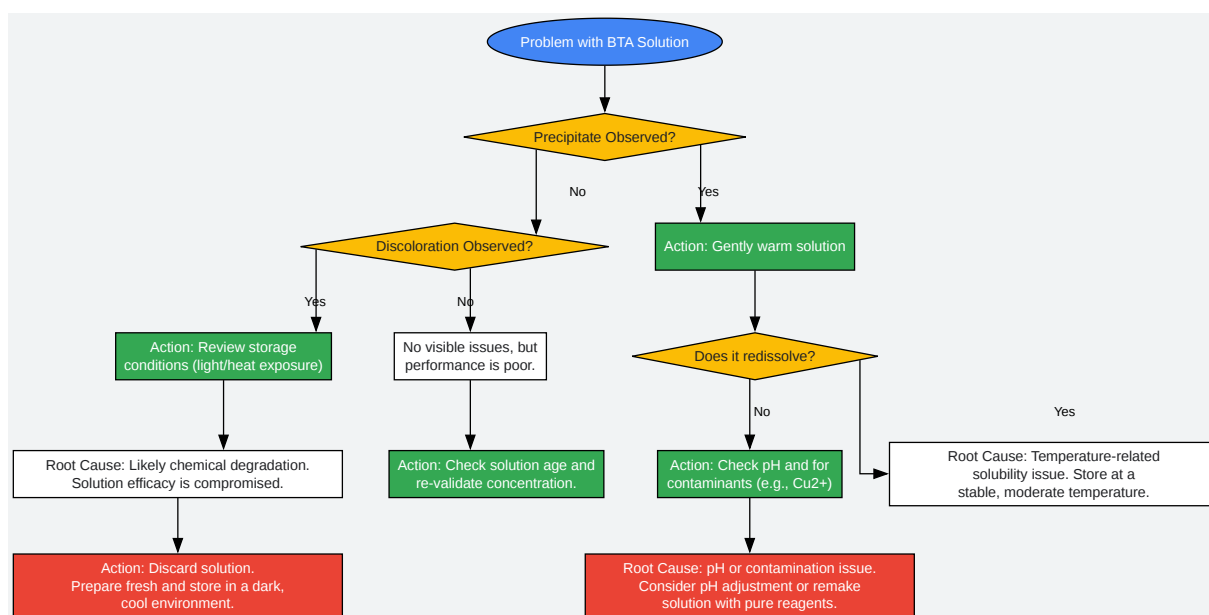 Problem with BTA Solution
Precipitate Observed?
No
Yes
Discoloration Observed?
Action: Gently warm solution
Yes
No
Action: Review storage
conditions (light/heat exposure)
No visible issues, but
performance is poor.
Does it redissolve?
No
Yes
Root Cause: Likely chemical degradation.
Solution efficacy is compromised.
Action: Check solution age and
re-validate concentration.
Action: Check pH and for
contaminants (e.g., Cu2+)
Root Cause: Temperature-related
solubility issue. Store at a
stable, moderate temperature.
Action: Discard solution.
Prepare fresh and store in a dark,
cool environment.
Root Cause: pH or contamination issue.
Consider pH adjustment or remake
solution with pure reagents.